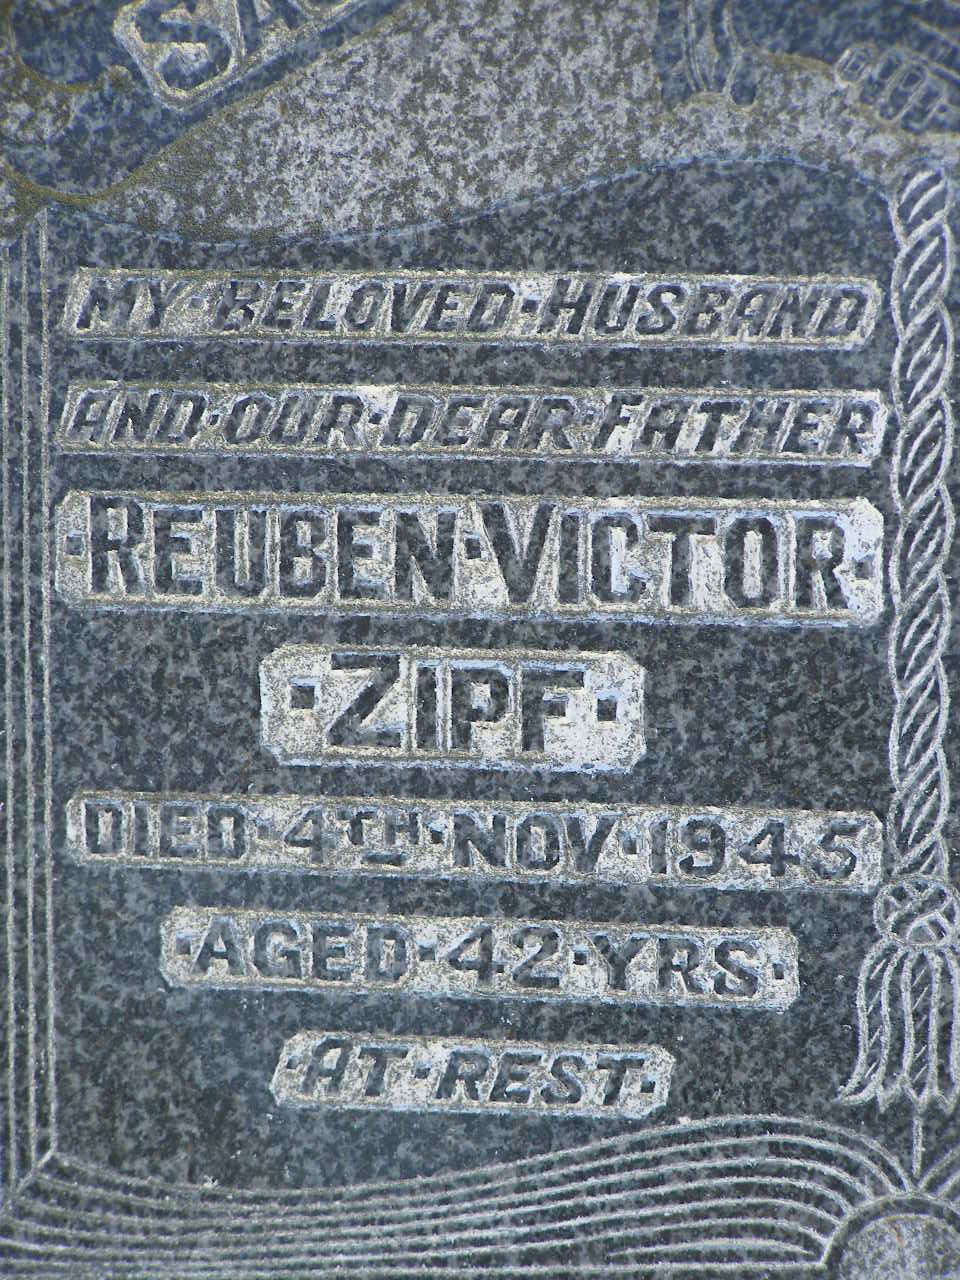 MY·BELOVED·HUSBAND
AND·OUR·DEAR·FATHER
·REUBEN·VICTOR·
·ZIPF·
DIED·4TH·NOV·1945
·AGED·42·YRS·
·AT·REST·